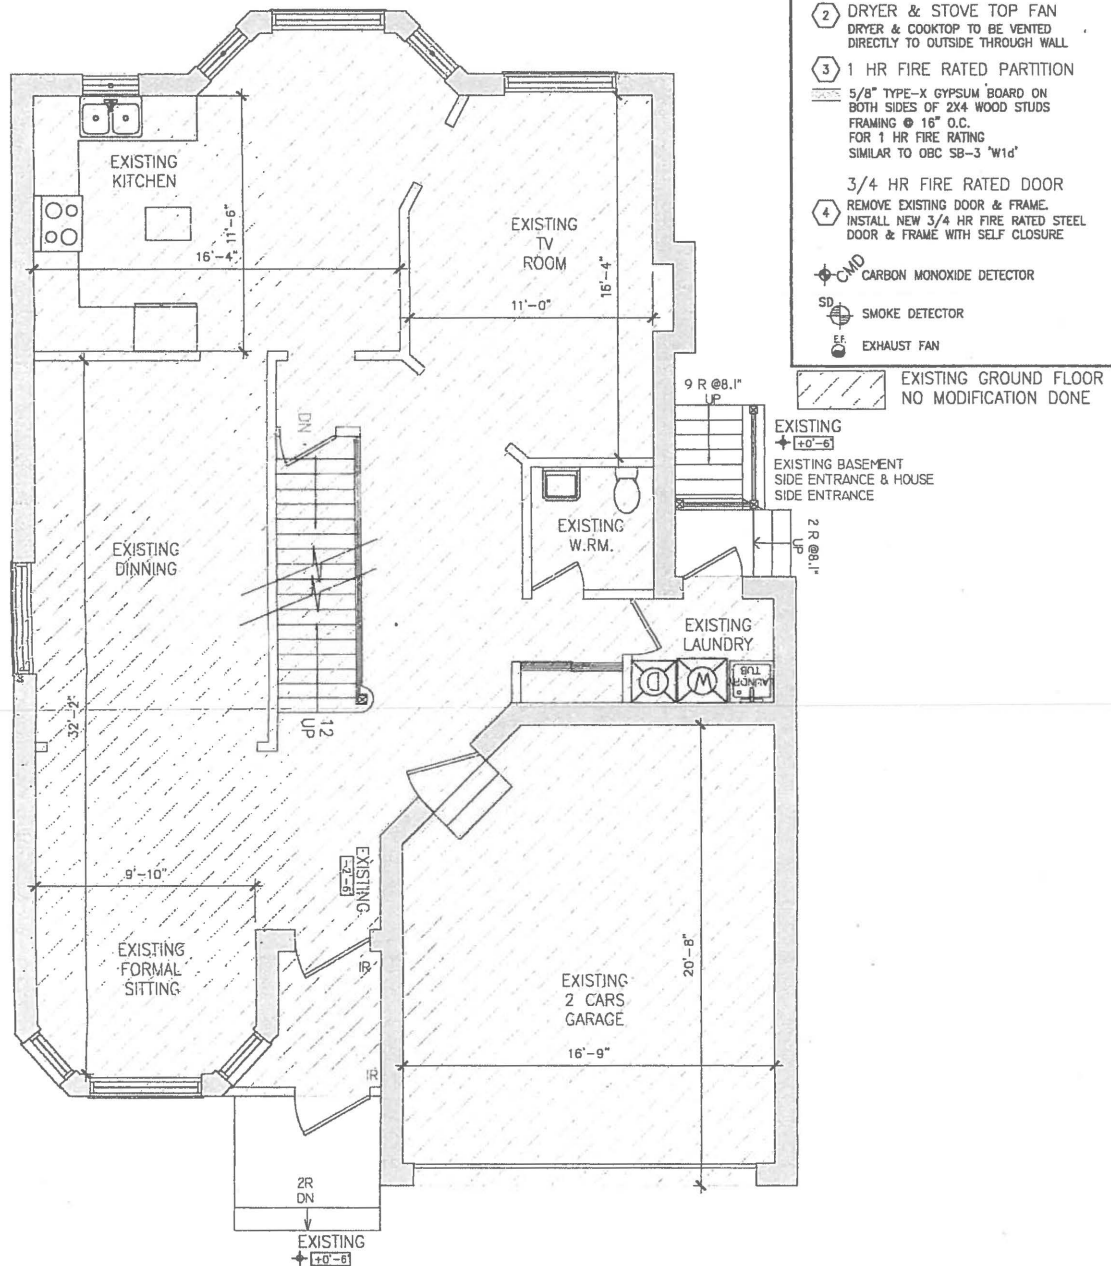 2 DRYER & STOVE TOP FAN
DRYER & COOKTOP TO BE VENTED
DIRECTLY TO OUTSIDE THROUGH WALL
3 1 HR FIRE RATED PARTITION
5/8" TYPE-X GYPSUM BOARD ON
BOTH SIDES OF 2X4 WOOD STUDS
FRAMING @ 16" O.C.
FOR 1 HR FIRE RATING
SIMILAR TO OBC SB-3 'W1d'
3/4 HR FIRE RATED DOOR
4 REMOVE EXISTING DOOR & FRAME.
INSTALL NEW 3/4 HR FIRE RATED STEEL
DOOR & FRAME WITH SELF CLOSURE
CMD CARBON MONOXIDE DETECTOR
SD SMOKE DETECTOR
E.F. EXHAUST FAN
EXISTING GROUND FLOOR
NO MODIFICATION DONE
EXISTING
KITCHEN
11'-6"
16'-4"
EXISTING
TV
ROOM
16'-4"
11'-0"
9 R @8.1"
UP
EXISTING
+0'-6"
EXISTING BASEMENT
SIDE ENTRANCE & HOUSE
SIDE ENTRANCE
2 R @8.1"
UP
DN
EXISTING
W.RM.
EXISTING
DINNING
EXISTING
LAUNDRY
D
W
LAUNDRY
TUB
32'-2"
12
UP
9'-10"
EXISTING
-2'-6"
EXISTING
FORMAL
SITTING
IR
IR
20'-8"
EXISTING
2 CARS
GARAGE
16'-9"
2R
DN
EXISTING
+0'-6"